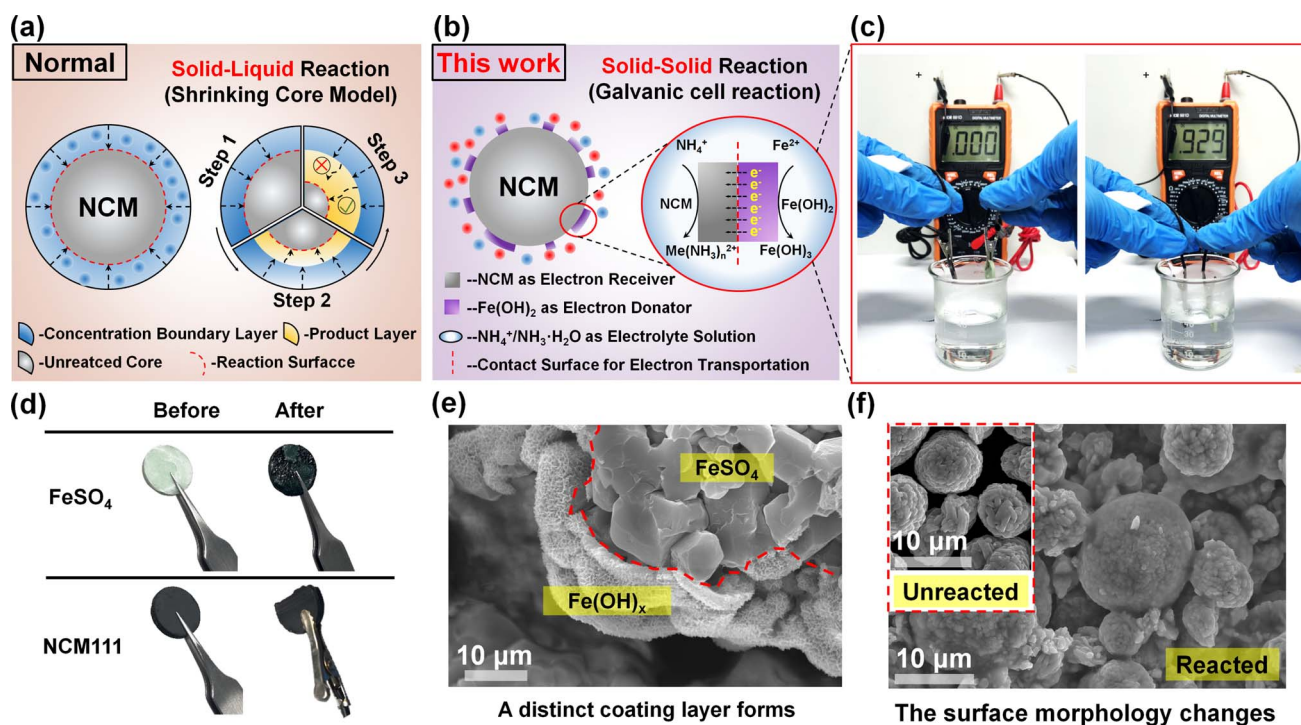 (a)
Normal
Solid-Liquid Reaction
(Shrinking Core Model)
NCM
Step 1
Step 3
Step 2
-Concentration Boundary Layer
-Product Layer
-Unreatced Core
-Reaction Surfacce
(b)
This work
Solid-Solid Reaction
(Galvanic cell reaction)
NCM
NH₄⁺
Fe²⁺
NCM
e⁻
e⁻
e⁻
e⁻
e⁻
e⁻
Fe(OH)₂
Me(NH₃)ₙ²⁺
Fe(OH)₃
--NCM as Electron Receiver
--Fe(OH)₂ as Electron Donator
--NH₄⁺/NH₃·H₂O as Electrolyte Solution
--Contact Surface for Electron Transportation
(c)
+
+
1.000
.929
(d)
Before
After
FeSO₄
NCM111
(e)
FeSO₄
Fe(OH)ₓ
10 μm
A distinct coating layer forms
(f)
10 μm
Unreacted
10 μm
Reacted
The surface morphology changes